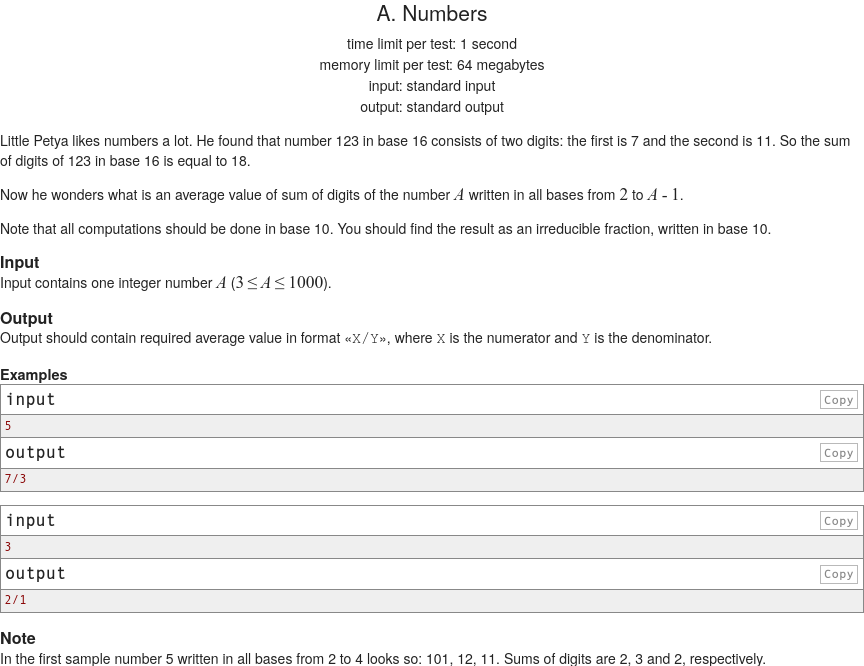 A. Numbers
time limit per test: 1 second
memory limit per test: 64 megabytes
input: standard input
output: standard output
Little Petya likes numbers a lot. He found that number 123 in base 16 consists of two digits: the first is 7 and the second is 11. So the sum
of digits of 123 in base 16 is equal to 18.
Now he wonders what is an average value of sum of digits of the number A written in all bases from 2 to A - 1.
Note that all computations should be done in base 10. You should find the result as an irreducible fraction, written in base 10.
Input
Input contains one integer number A (3 ≤ A ≤ 1000).
Output
Output should contain required average value in format «X/Y», where X is the numerator and Y is the denominator.
Examples
input Copy
5
output Copy
7/3
input Copy
3
output Copy
2/1
Note
In the first sample number 5 written in all bases from 2 to 4 looks so: 101, 12, 11. Sums of digits are 2, 3 and 2, respectively.